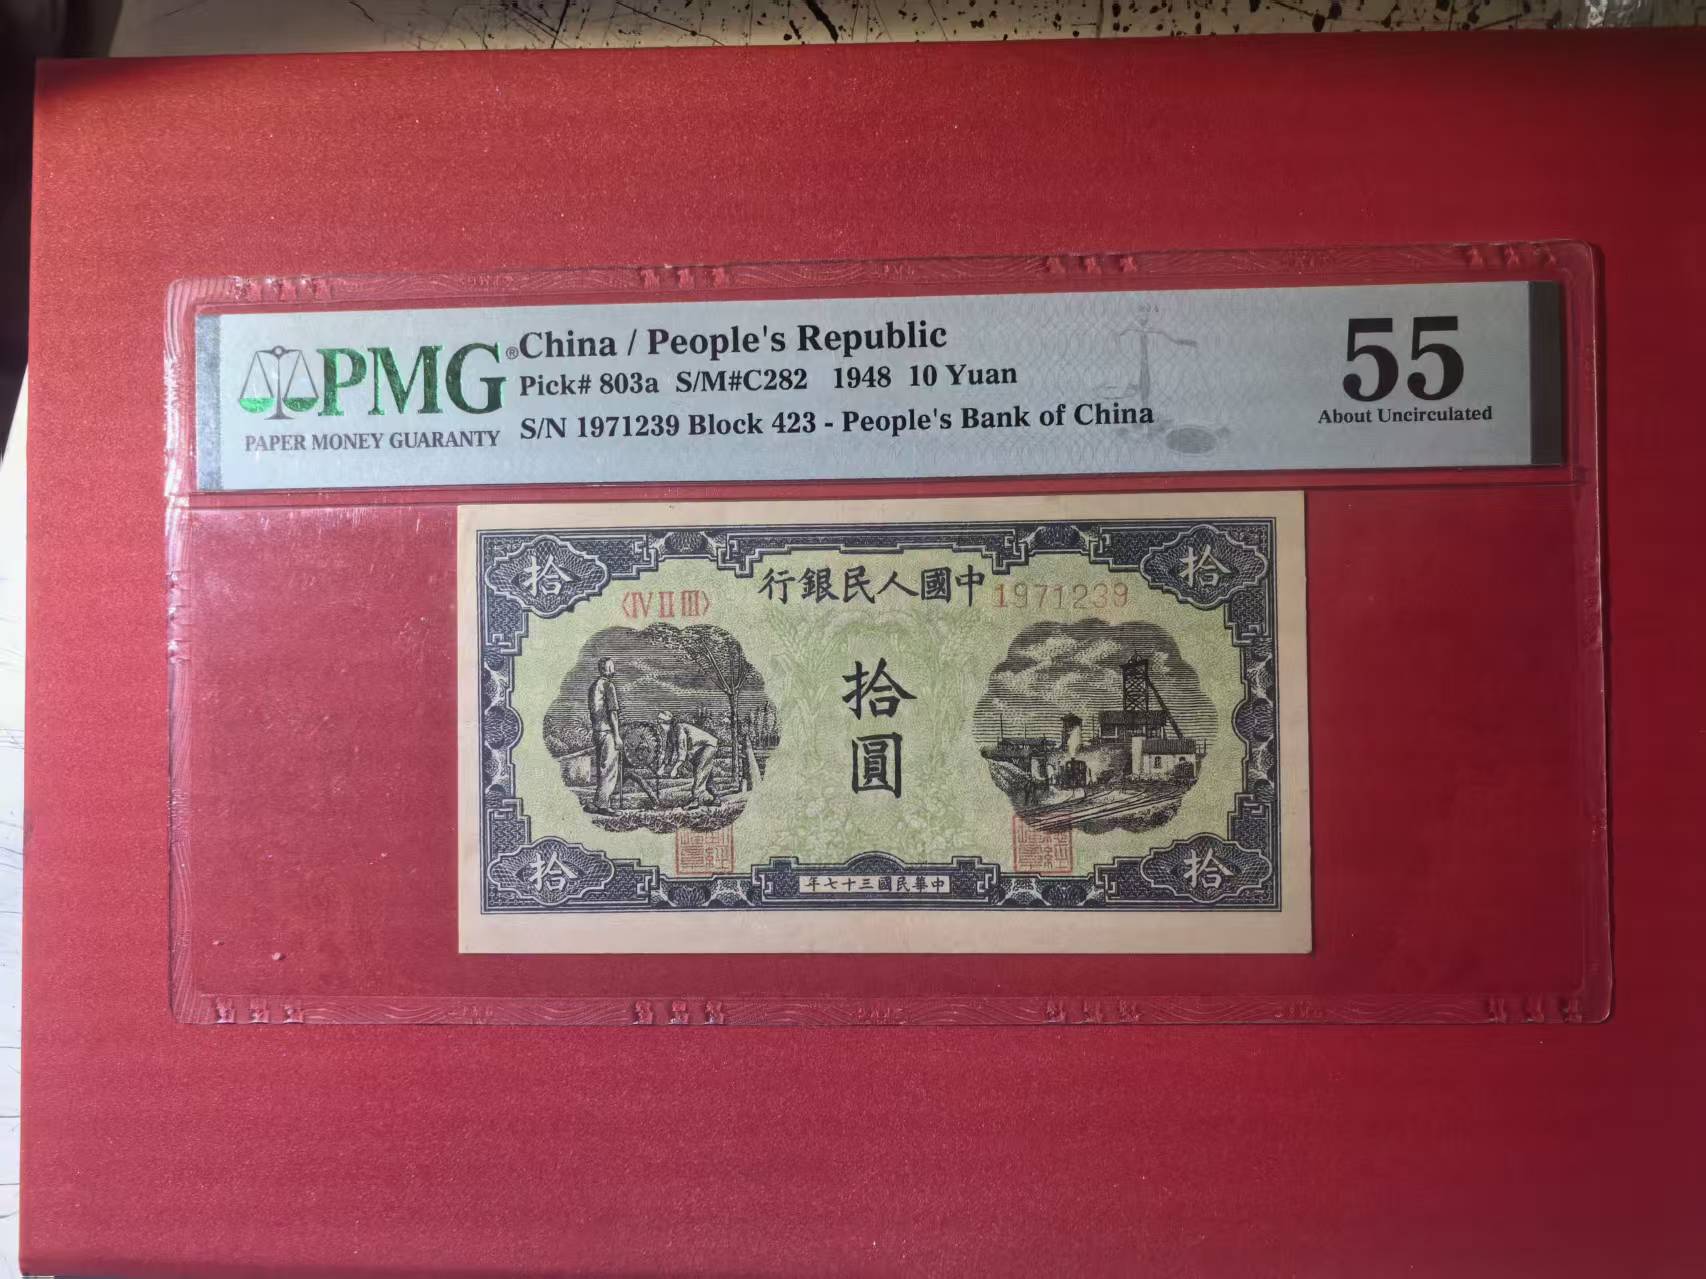 PMG®
PAPER MONEY GUARANTY
China / People's Republic
Pick# 803a S/M#C282 1948 10 Yuan
S/N 1971239 Block 423 - People's Bank of China
55
About Uncirculated
拾
行銀民人國中
拾
〈IV II III〉
1971239
拾圓
拾
年七十三國民華中
拾